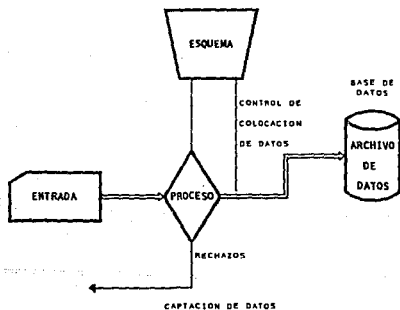 ESQUEMA
BASE DE
DATOS
CONTROL DE
COLOCACION
DE DATOS
ARCHIVO
DE
DATOS
ENTRADA
PROCESO
RECHAZOS
CAPTACION DE DATOS